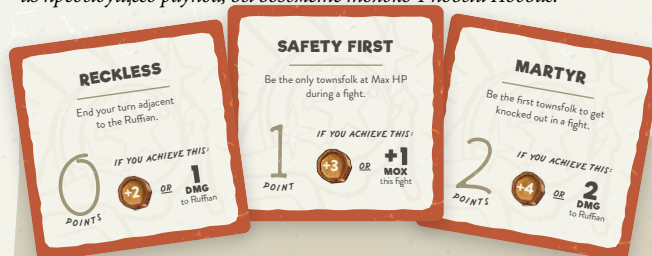 RECKLESS
End your turn adjacent
to the Ruffian.
IF YOU ACHIEVE THIS:
0
POINTS
+2
OR
1
DMG
to Ruffian
SAFETY FIRST
Be the only townsfolk at Max HP
during a fight.
IF YOU ACHIEVE THIS:
1
POINT
+3
OR
+1
MOX
this fight
MARTYR
Be the first townsfolk to get
knocked out in a fight.
IF YOU ACHIEVE THIS:
2
POINTS
+4
OR
2
DMG
to Ruffian